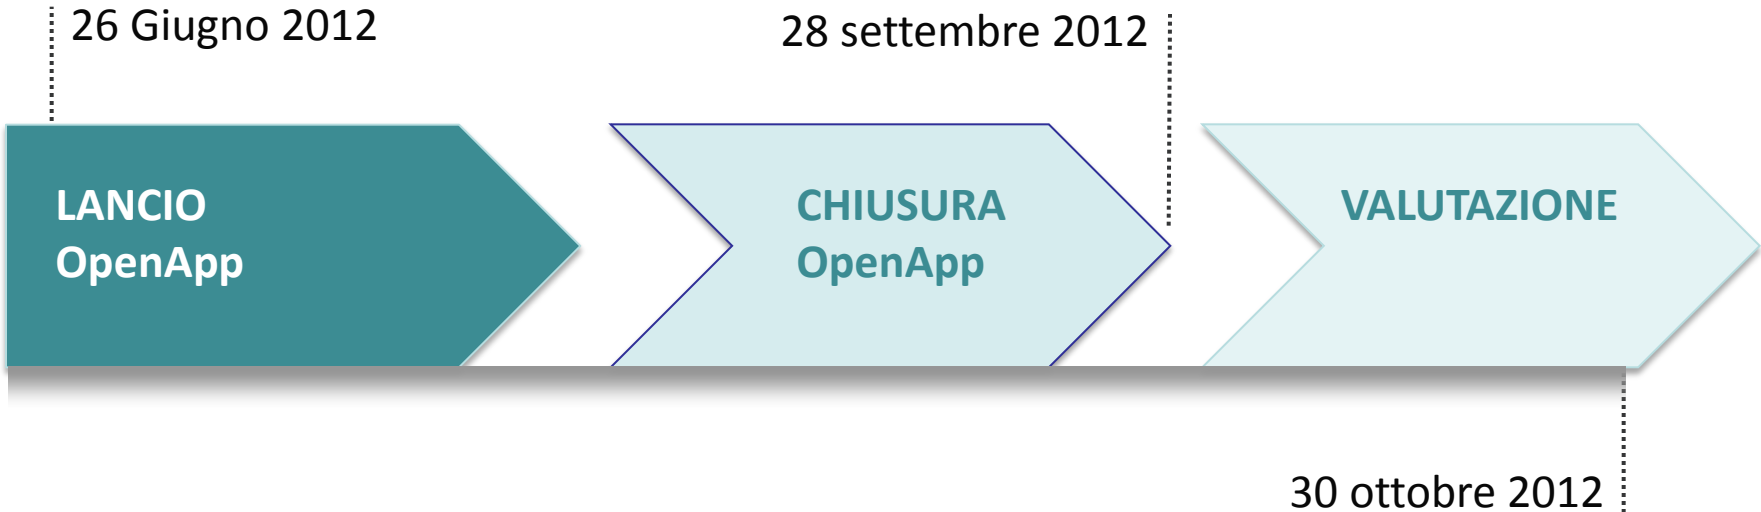 26 Giugno 2012
28 settembre 2012
LANCIO
OpenApp
CHIUSURA
OpenApp
VALUTAZIONE
30 ottobre 2012